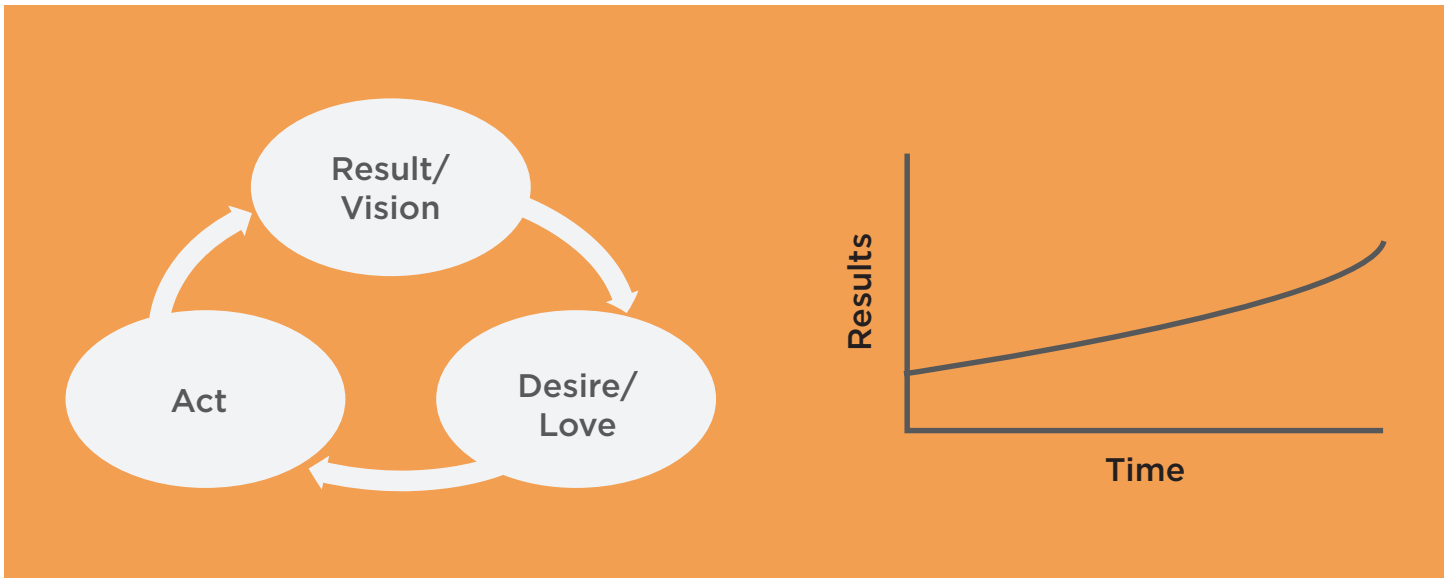 Result/
Vision
Act
Desire/
Love
Results
Time